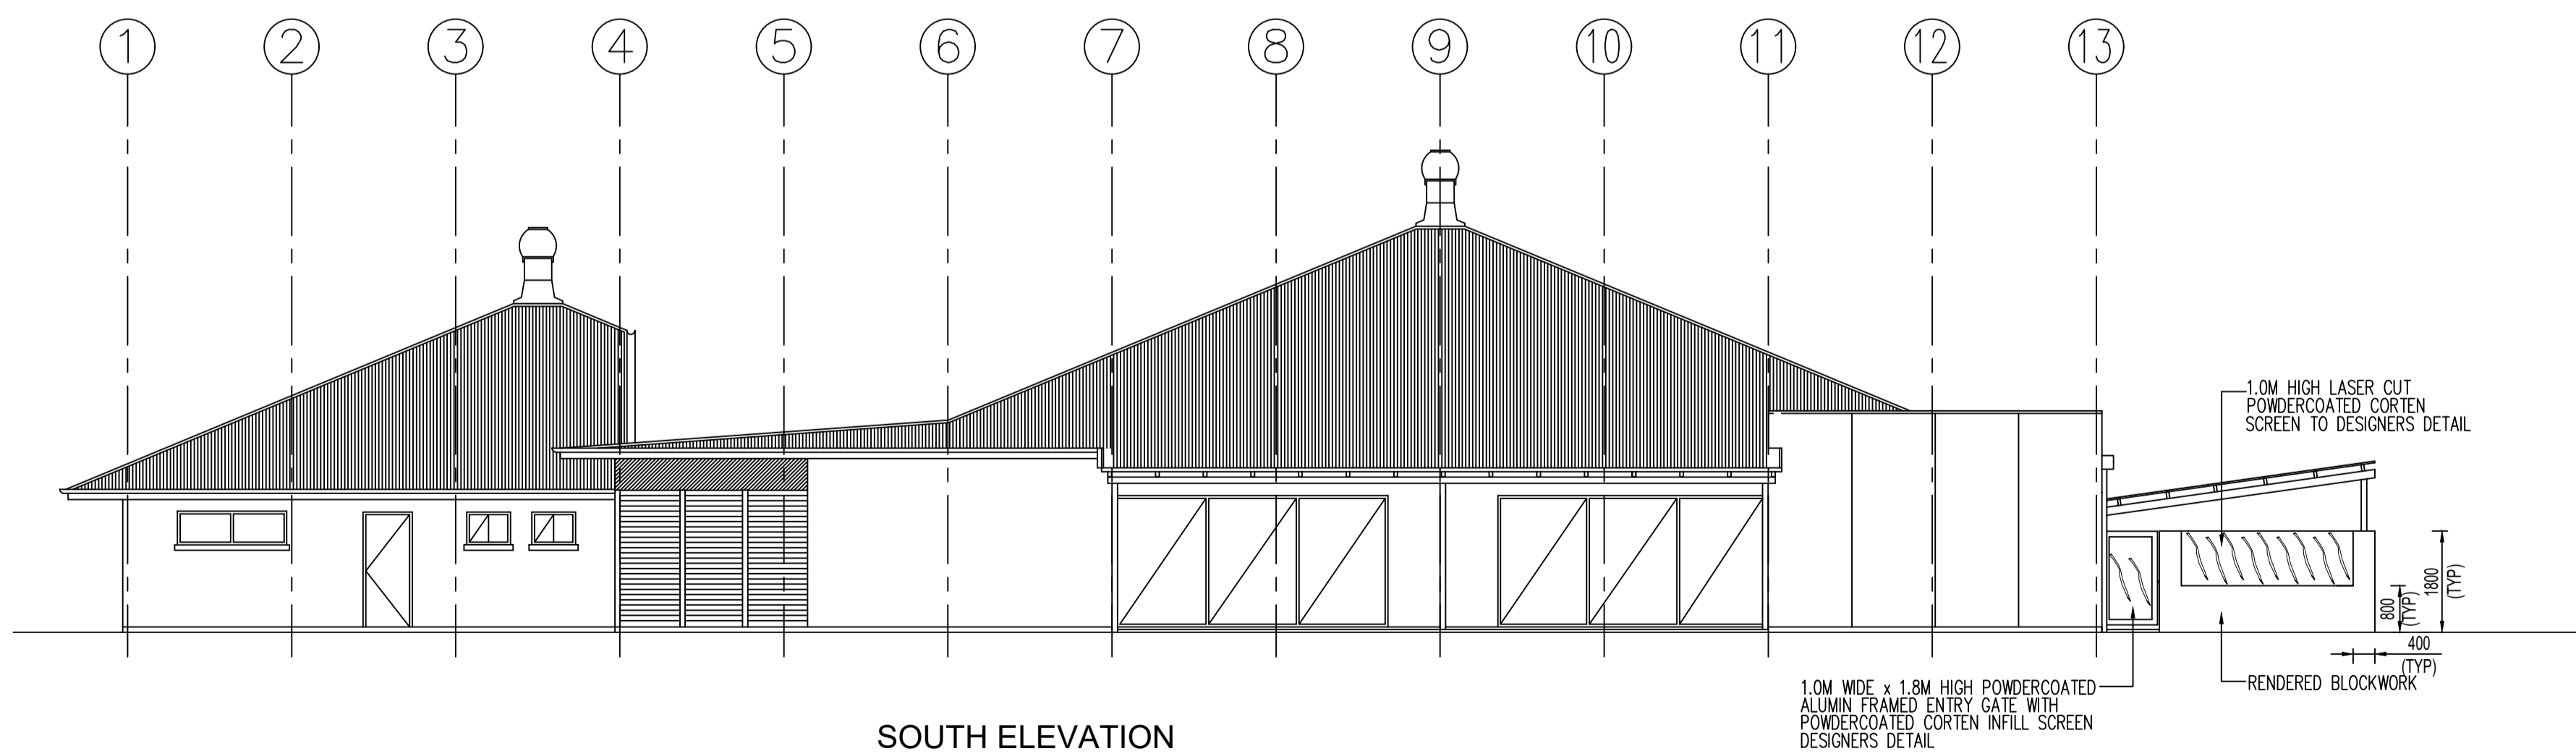 1
2
3
4
5
6
7
8
9
10
11
12
13
1.0M HIGH LASER CUT
POWDERCOATED CORTEN
SCREEN TO DESIGNERS DETAIL
800
(TYP)
1800
(TYP)
400
(TYP)
RENDERED BLOCKWORK
1.0M WIDE x 1.8M HIGH POWDERCOATED
ALUMIN FRAMED ENTRY GATE WITH
POWDERCOATED CORTEN INFILL SCREEN
DESIGNERS DETAIL
SOUTH ELEVATION